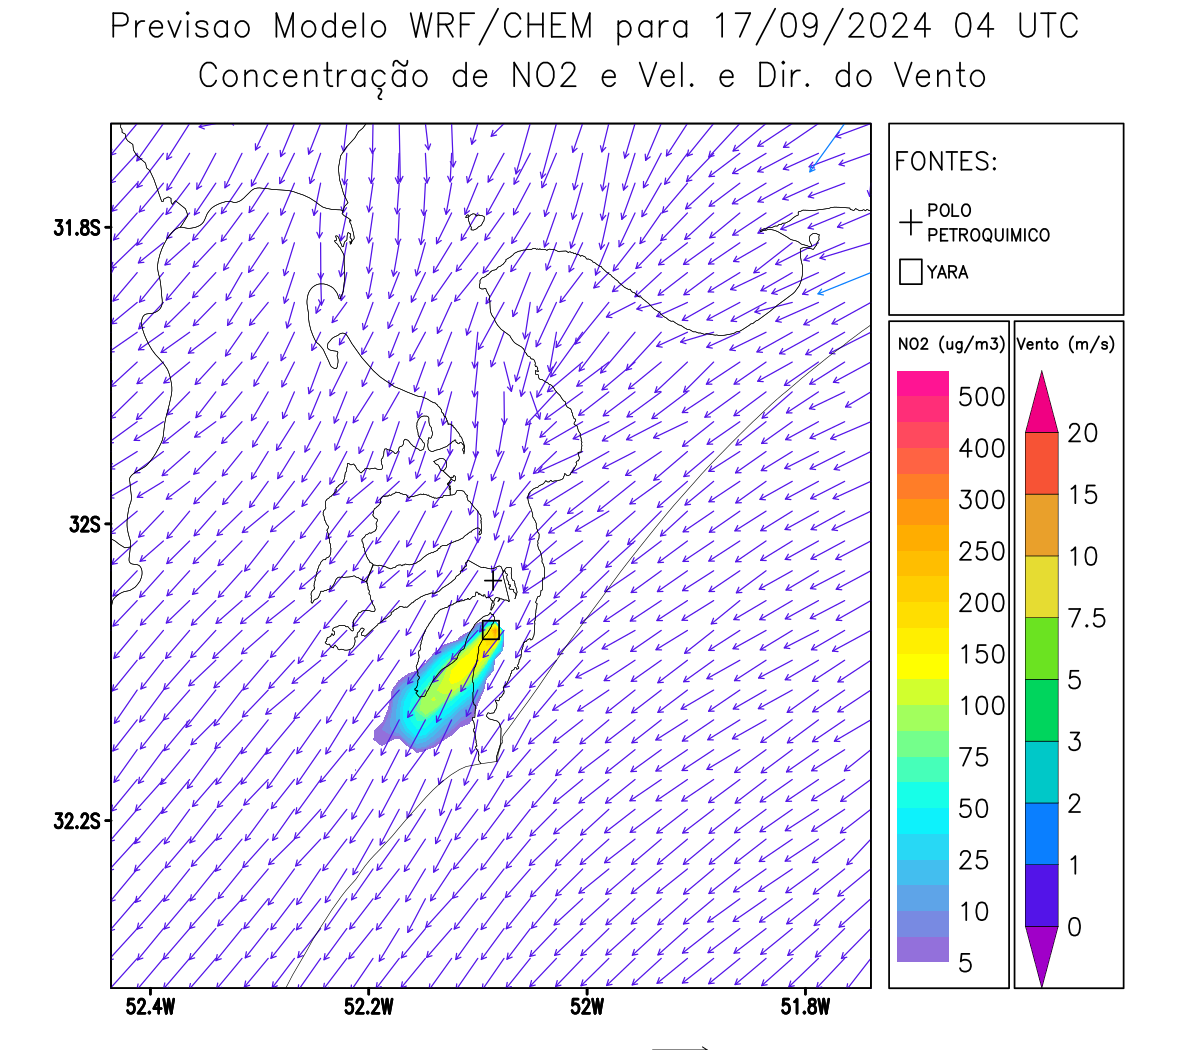 Previsao Modelo WRF/CHEM para 17/09/2024 04 UTC
Concentração de NO2 e Vel. e Dir. do Vento
FONTES:
POLO
PETROQUIMICO
YARA
NO2 (ug/m3)
500
400
300
250
200
150
100
75
50
25
10
5
Vento (m/s)
20
15
10
7.5
5
3
2
1
0
31.8S
32S
32.2S
52.4W
52.2W
52W
51.8W